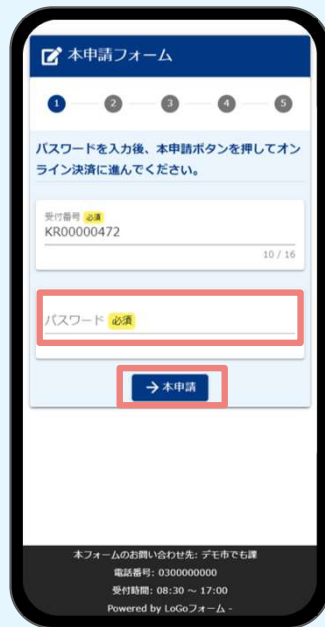 本申請フォーム
1 2 3 4 5
パスワードを入力後、本申請ボタンを押してオン
ライン決済に進んでください。
受付番号 必須
KR00000472
10 / 16
パスワード 必須
→本申請
本フォームのお問い合わせ先: デモ市でも課
電話番号: 0300000000
受付時間: 08:30 ～ 17:00
Powered by LoGoフォーム -